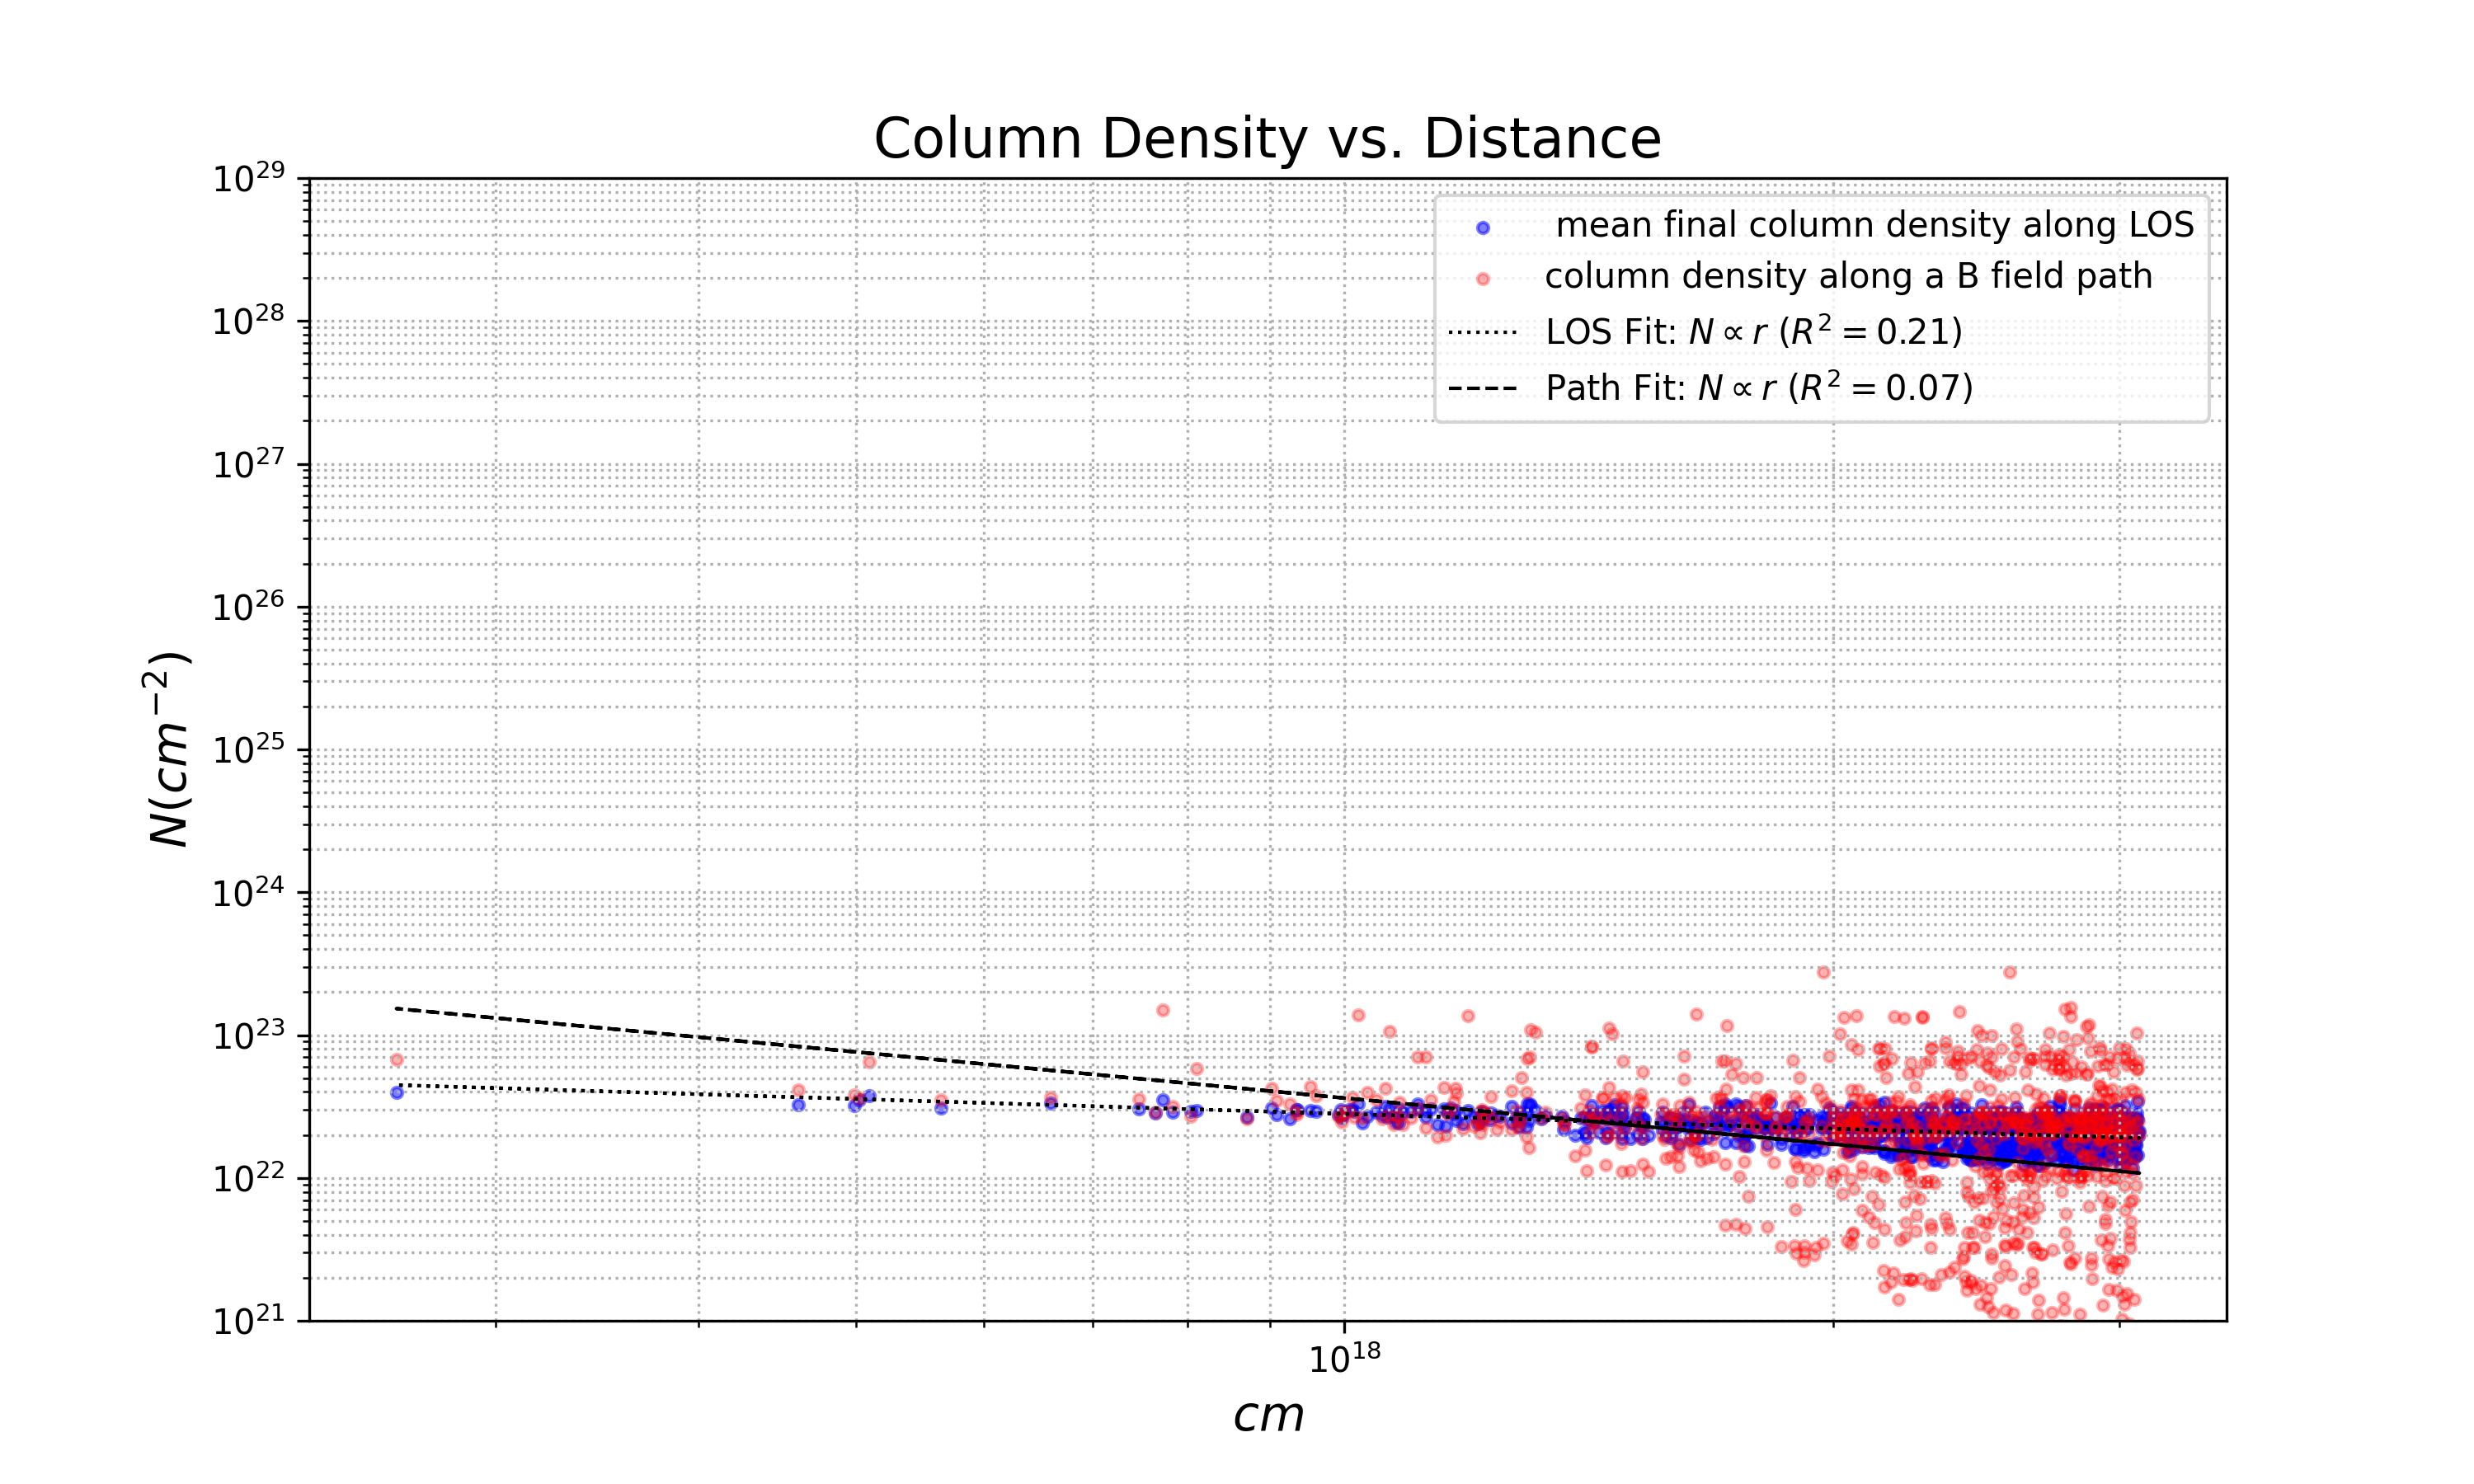 Column Density vs. Distance
10^29
10^28
10^27
10^26
10^25
10^24
10^23
10^22
10^21
N(cm^−2)
mean final column density along LOS
column density along a B field path
LOS Fit: N ∝ r (R^2 = 0.21)
Path Fit: N ∝ r (R^2 = 0.07)
10^18
cm